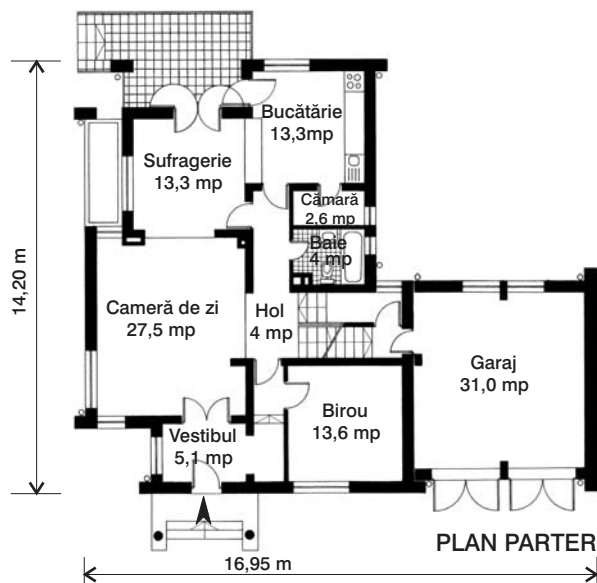 Bucătărie
13,3mp
Sufragerie
13,3 mp
Cămară
2,6 mp
Baie
4 mp
14,20 m
Cameră de zi
27,5 mp
Hol
4 mp
Garaj
31,0 mp
Birou
13,6 mp
Vestibul
5,1 mp
PLAN PARTER
16,95 m